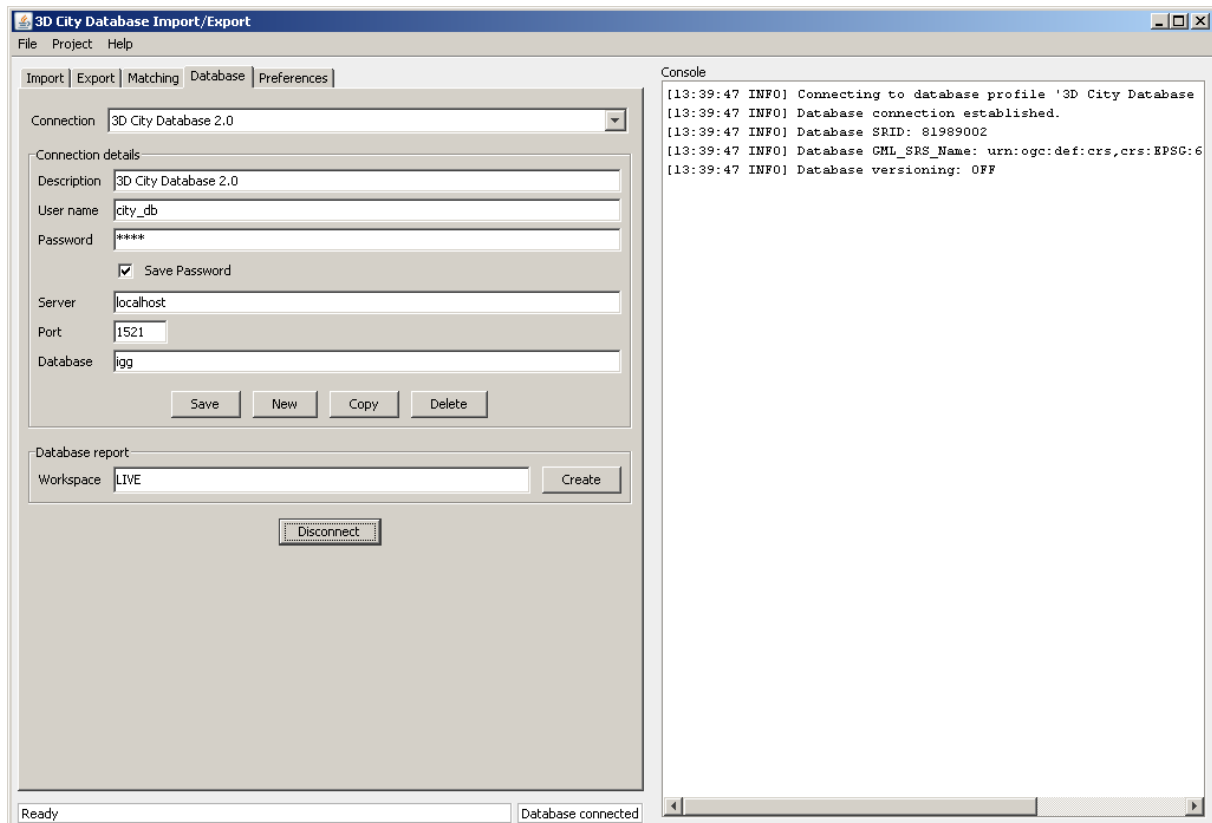 3D City Database Import/Export
File Project Help
Import Export Matching Database Preferences
Connection 3D City Database 2.0
Connection details
Description 3D City Database 2.0
User name city_db
Password ****
Save Password
Server localhost
Port 1521
Database igg
Save New Copy Delete
Database report
Workspace LIVE Create
Disconnect
Ready Database connected
Console
[13:39:47 INFO] Connecting to database profile '3D City Database
[13:39:47 INFO] Database connection established.
[13:39:47 INFO] Database SRID: 81989002
[13:39:47 INFO] Database GML_SRS_Name: urn:ogc:def:crs,crs:EPSG:6
[13:39:47 INFO] Database versioning: OFF